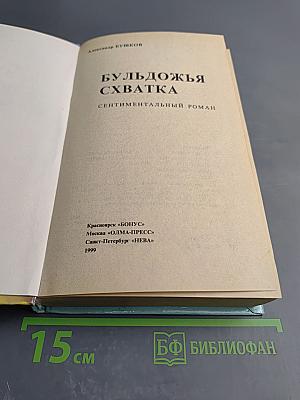 Александр БУШКОВ
БУЛЬДОЖЬЯ
СХВАТКА
СЕНТИМЕНТАЛЬНЫЙ РОМАН
Красноярск «БОНУС»
Москва «ОЛМА-ПРЕСС»
Санкт-Петербург «НЕВА»
1999
15 см
БФ БИБЛИОФАН